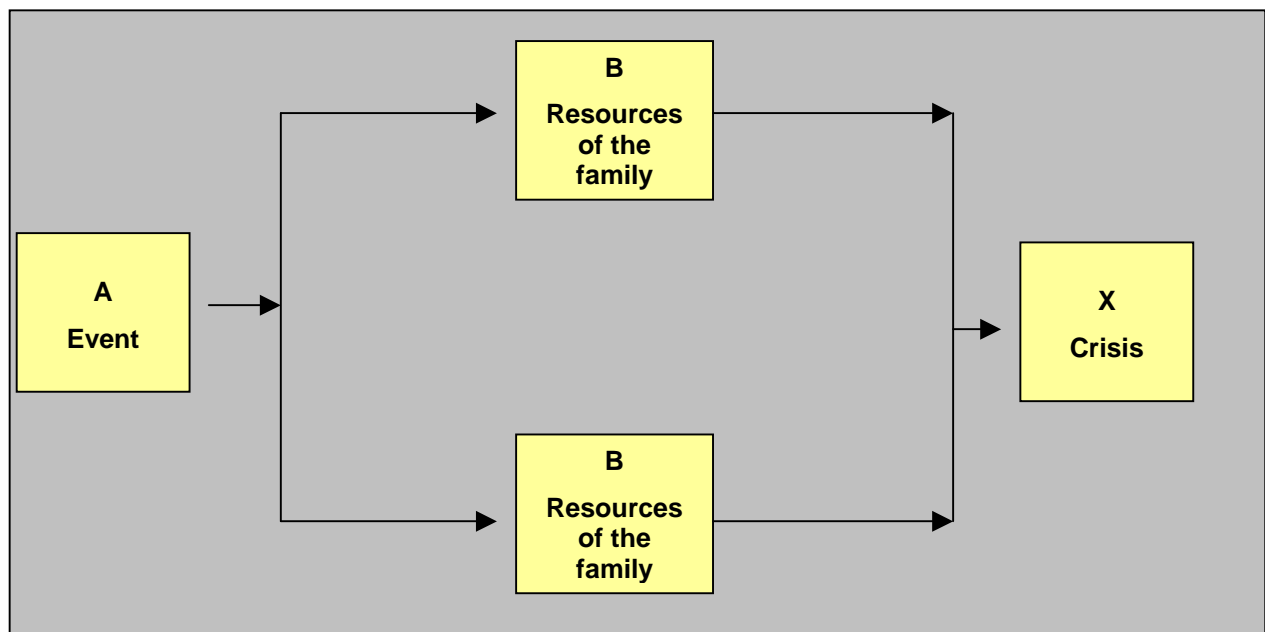 B
Resources
of the
family
A
Event
X
Crisis
B
Resources
of the
family